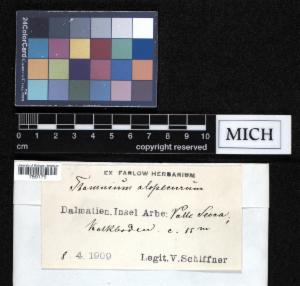 24ColorCard
0 1 2 3 4 5 6 7 8 9 10
cm
copyright reserved
MICH
EX FARLOW HERBARIUM
Thamnium alopecurum
Dalmatien. Insel Arbe: Valle Secca,
Kalkboden c. 15 m
8. 4. 1909 Legit. V. Schiffner